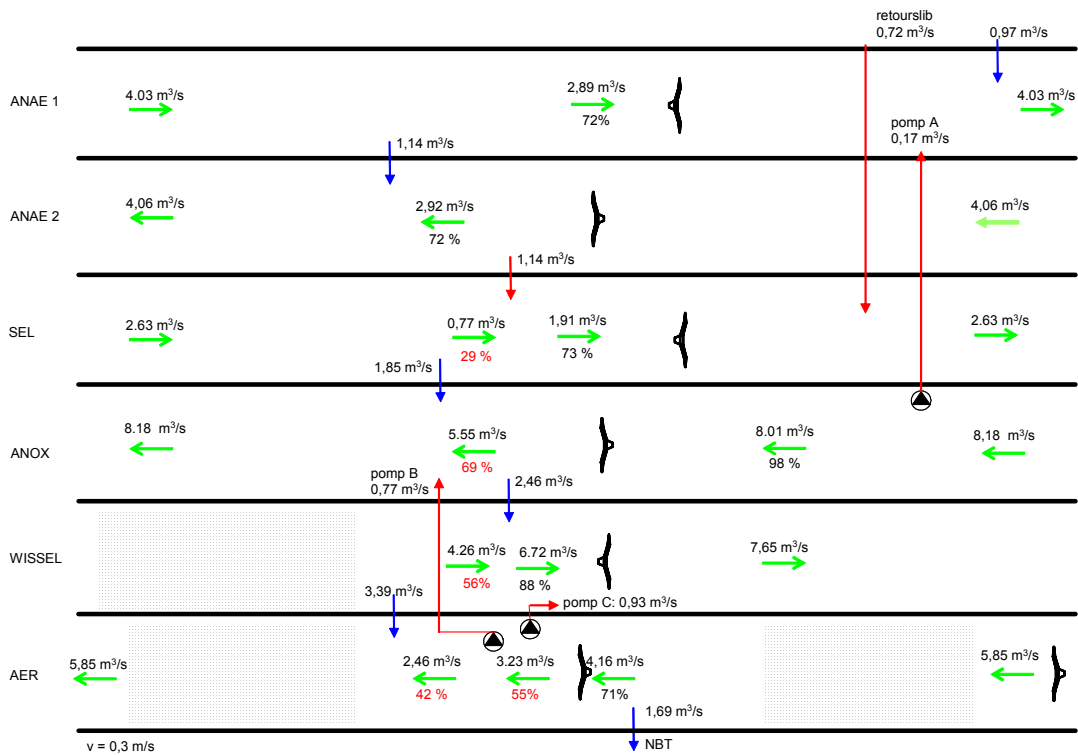 retourslib
0,72 m³/s
0,97 m³/s
ANAE 1
4.03 m³/s
2,89 m³/s
72%
4.03 m³/s
pomp A
0,17 m³/s
1,14 m³/s
ANAE 2
4,06 m³/s
2,92 m³/s
72 %
4,06 m³/s
1,14 m³/s
SEL
2.63 m³/s
0,77 m³/s
29 %
1,91 m³/s
73 %
2.63 m³/s
1,85 m³/s
ANOX
8.18 m³/s
5.55 m³/s
69 %
8.01 m³/s
98 %
8,18 m³/s
pomp B
0,77 m³/s
2,46 m³/s
WISSEL
4.26 m³/s
56%
6.72 m³/s
88 %
7,65 m³/s
3,39 m³/s
pomp C: 0,93 m³/s
AER
5,85 m³/s
2,46 m³/s
42 %
3.23 m³/s
55%
4,16 m³/s
71%
5,85 m³/s
1,69 m³/s
v = 0,3 m/s
NBT